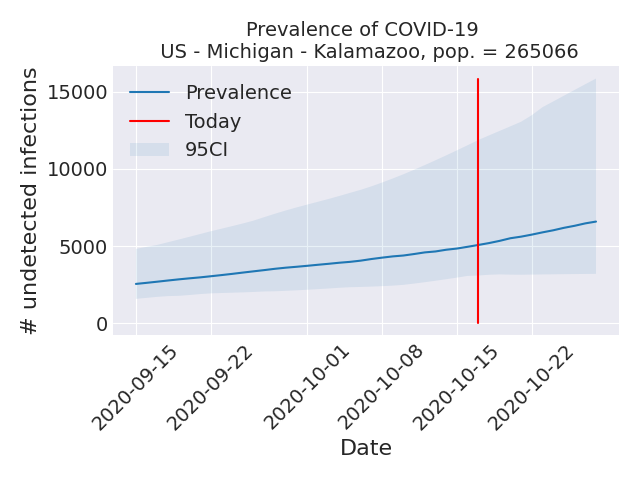 Prevalence of COVID-19
US - Michigan - Kalamazoo, pop. = 265066
# undetected infections
15000
10000
5000
0
Prevalence
Today
95CI
2020-09-15
2020-09-22
2020-10-01
2020-10-08
2020-10-15
2020-10-22
Date